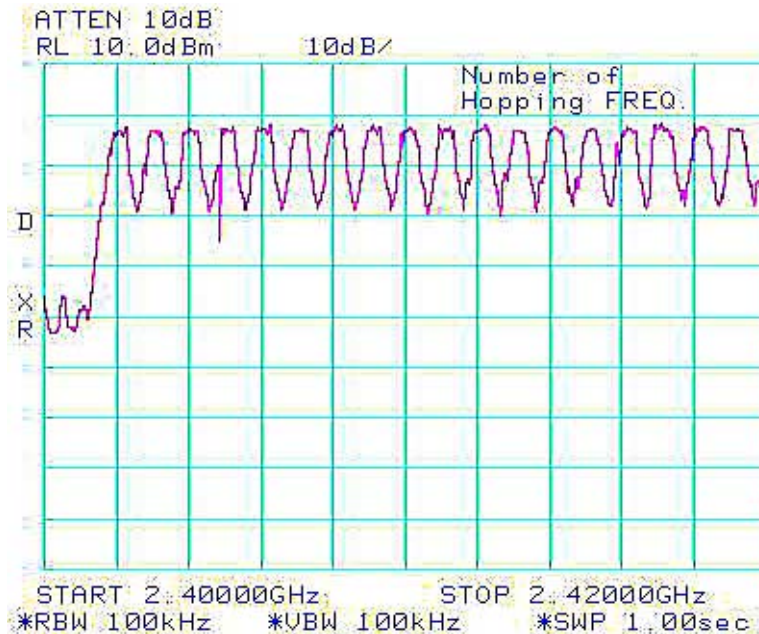 ATTEN 10dB
RL 10.0dBm 10dB/
Number of
Hopping FREQ.
D
X
R
START 2.40000GHz STOP 2.42000GHz
*RBW 100kHz *VBW 100kHz *SWP 1.00sec